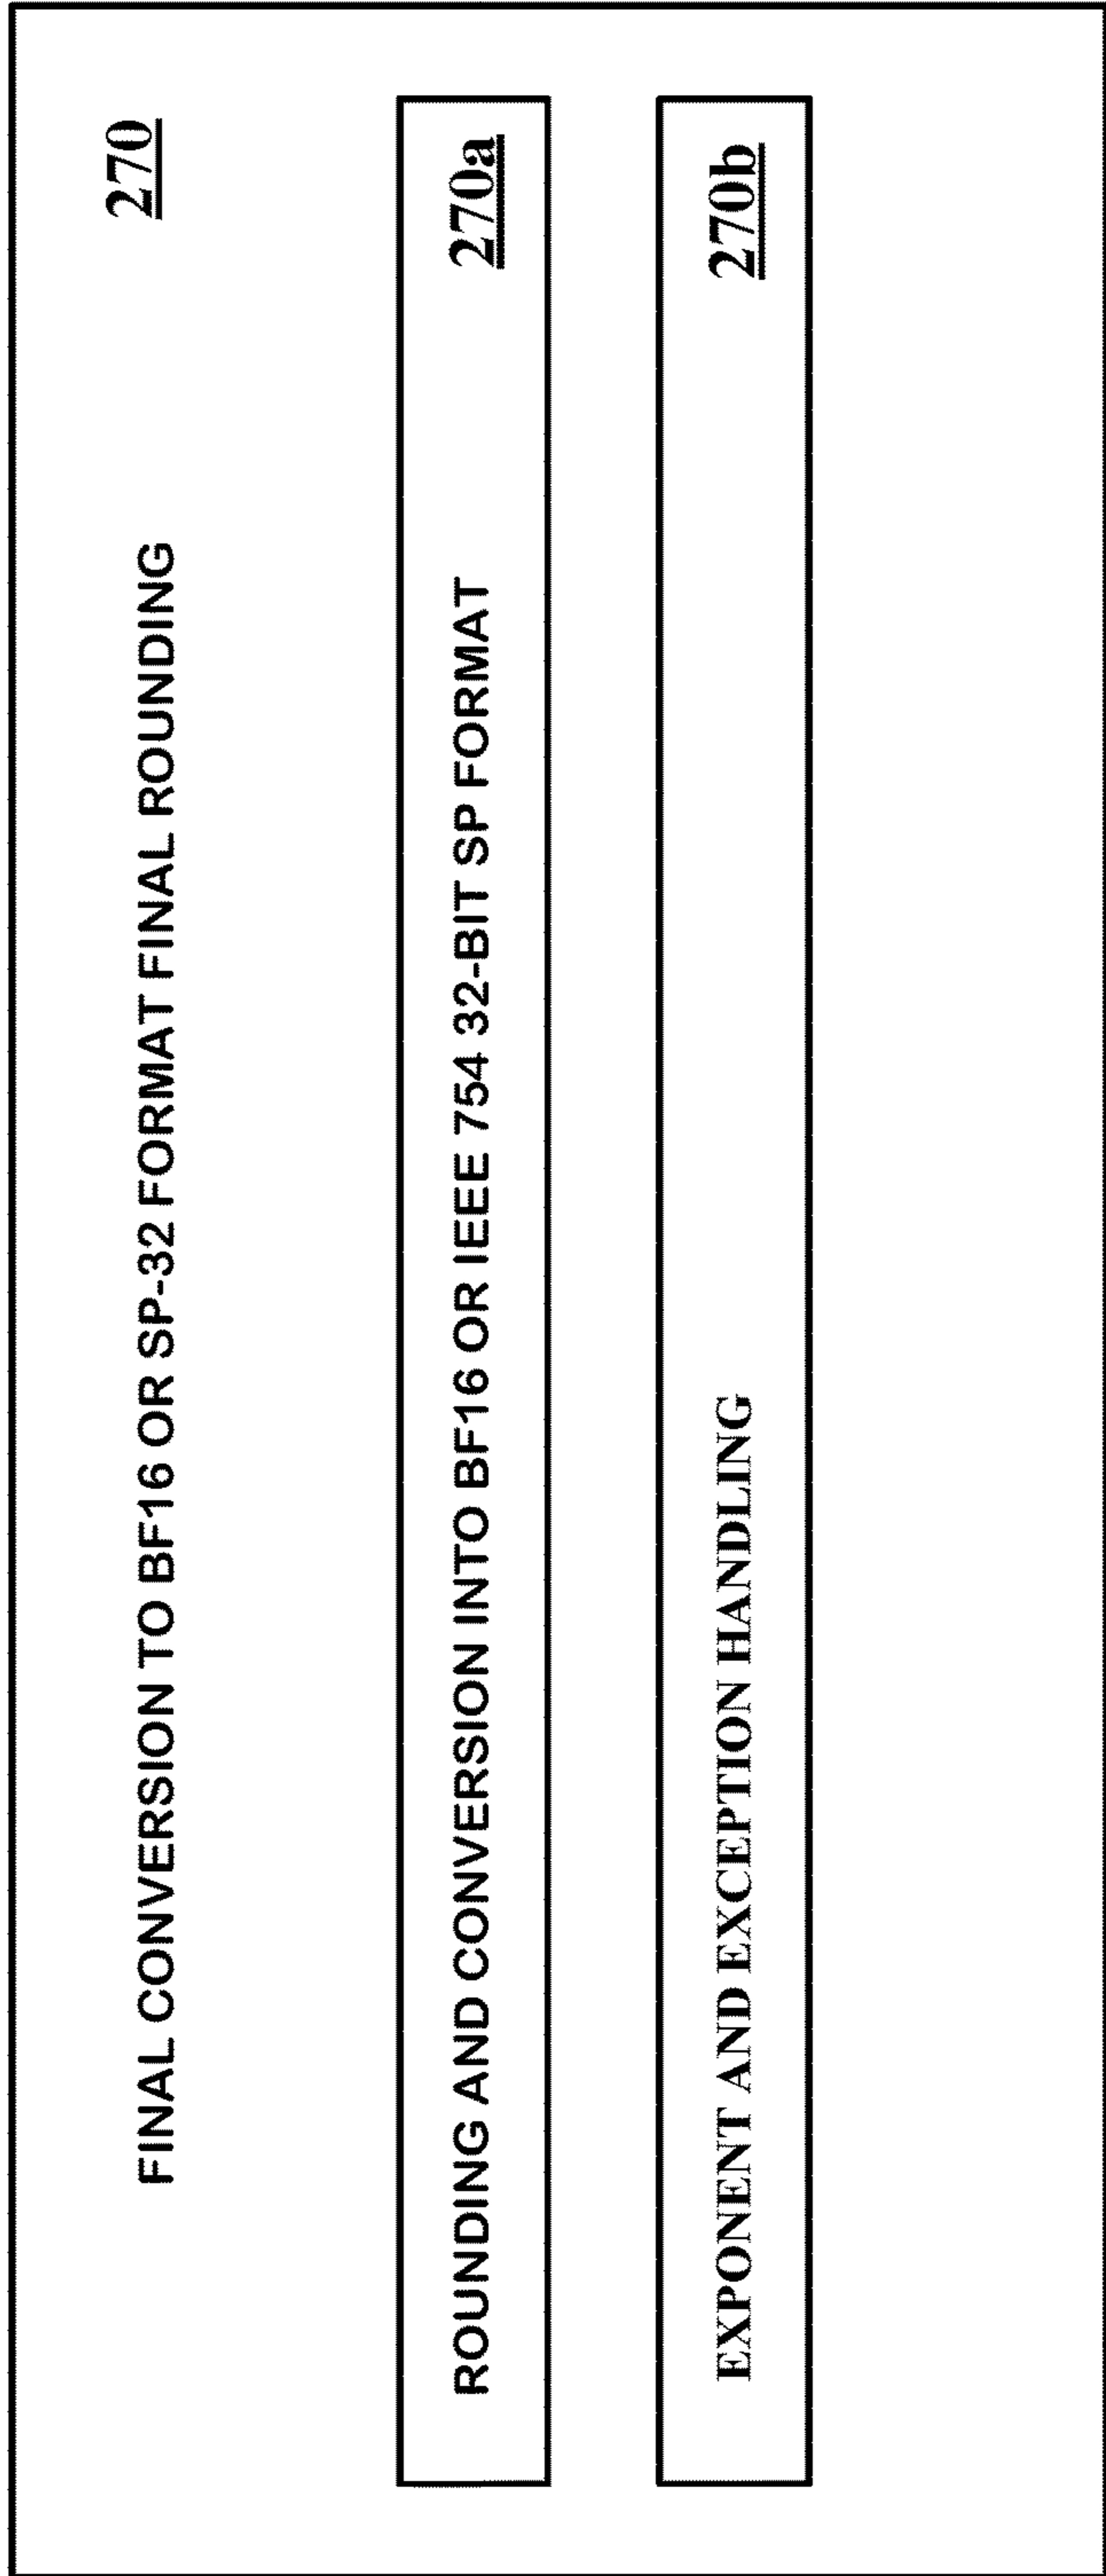 FINAL CONVERSION TO BF16 OR SP-32 FORMAT FINAL ROUNDING
270
ROUNDING AND CONVERSION INTO BF16 OR IEEE 754 32-BIT SP FORMAT
270a
EXPONENT AND EXCEPTION HANDLING
270b